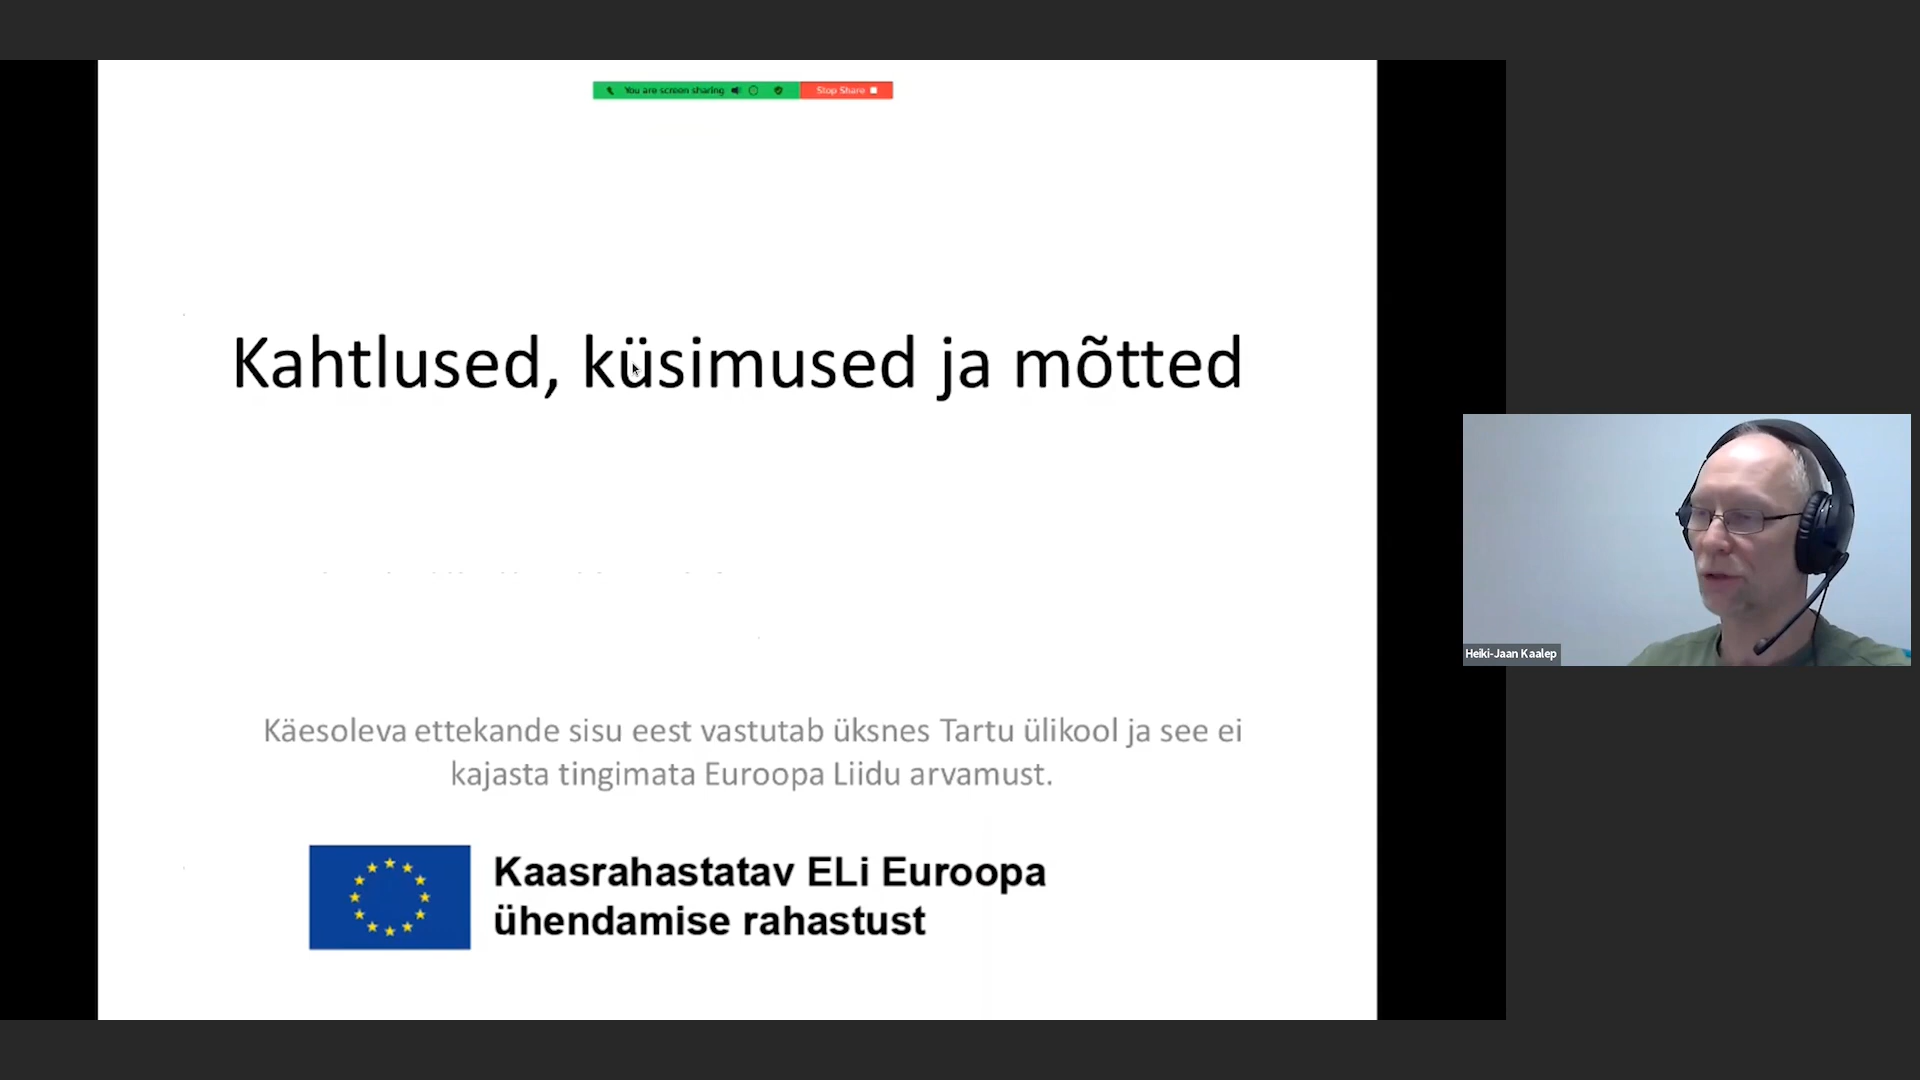 You are screen sharing
Stop Share
Kahtlused, küsimused ja mõtted
Käesoleva ettekande sisu eest vastutab üksnes Tartu ülikool ja see ei
kajasta tingimata Euroopa Liidu arvamust.
Kaasrahastatav ELi Euroopa
ühendamise rahastust
Heiki-Jaan Kaalep